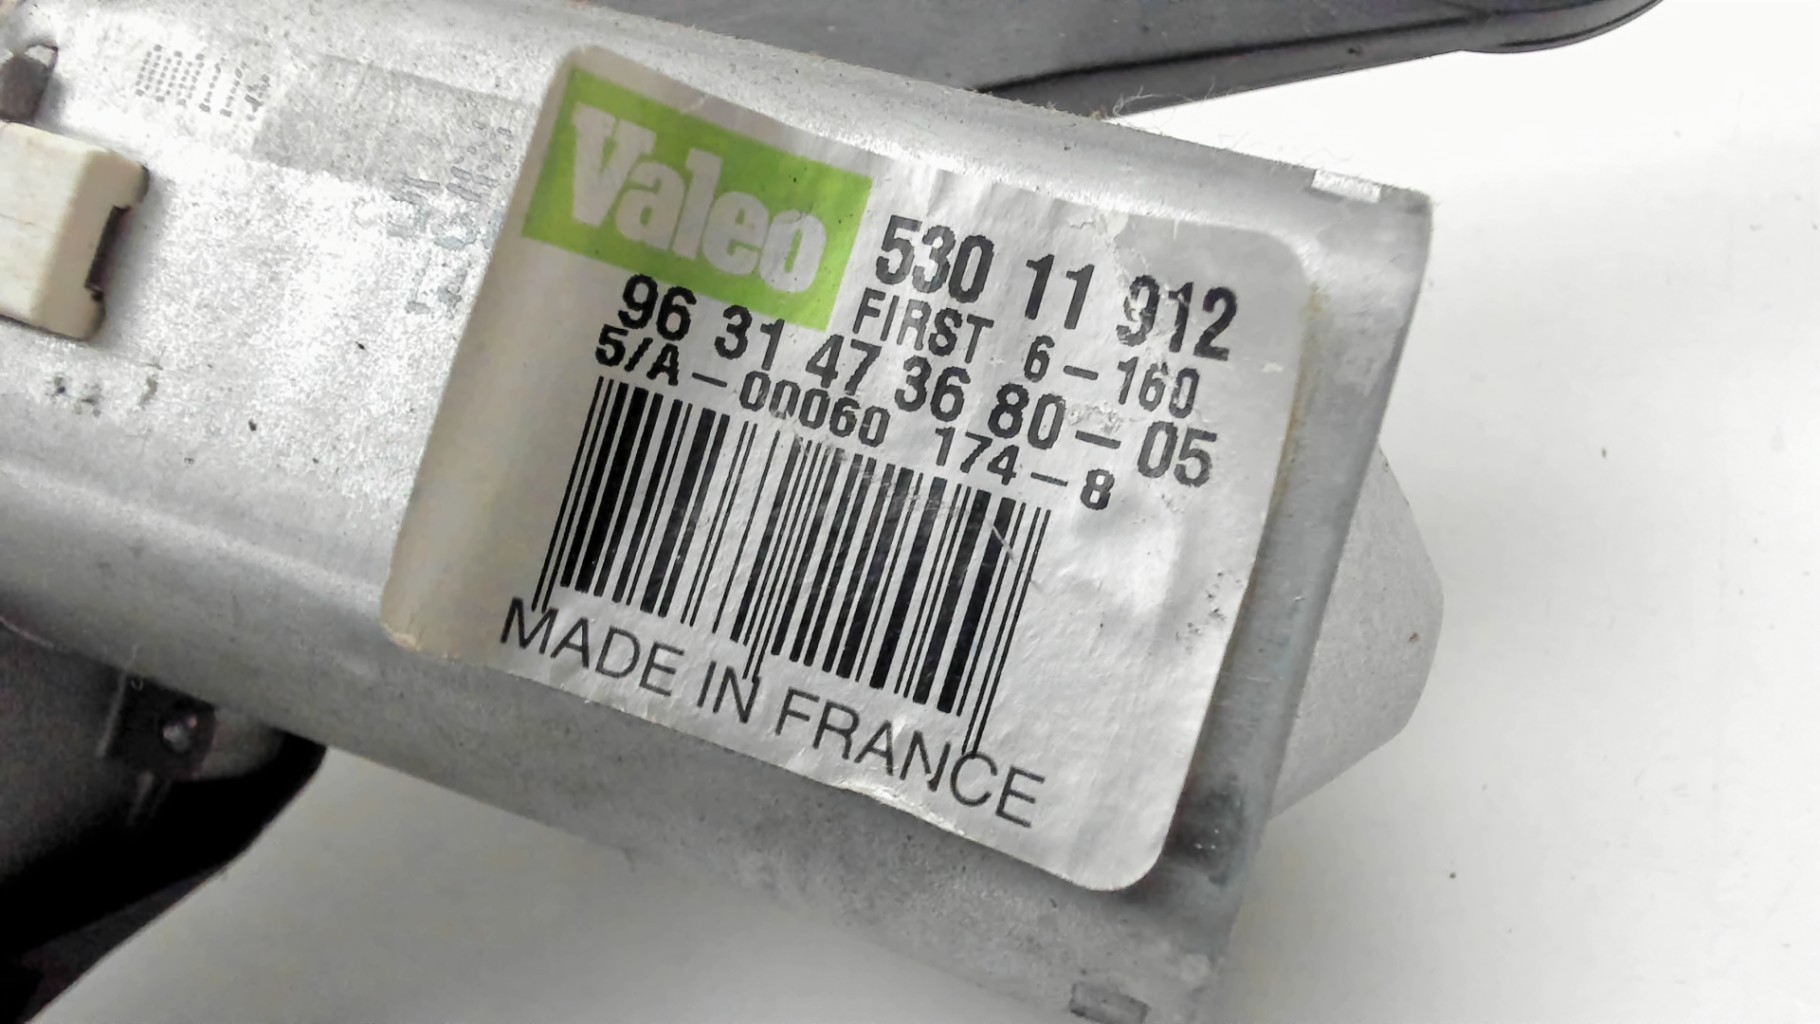 Valeo
530 11 912
FIRST 6-160
96 31 47 36 80-05
5/A-00060 174-8
MADE IN FRANCE